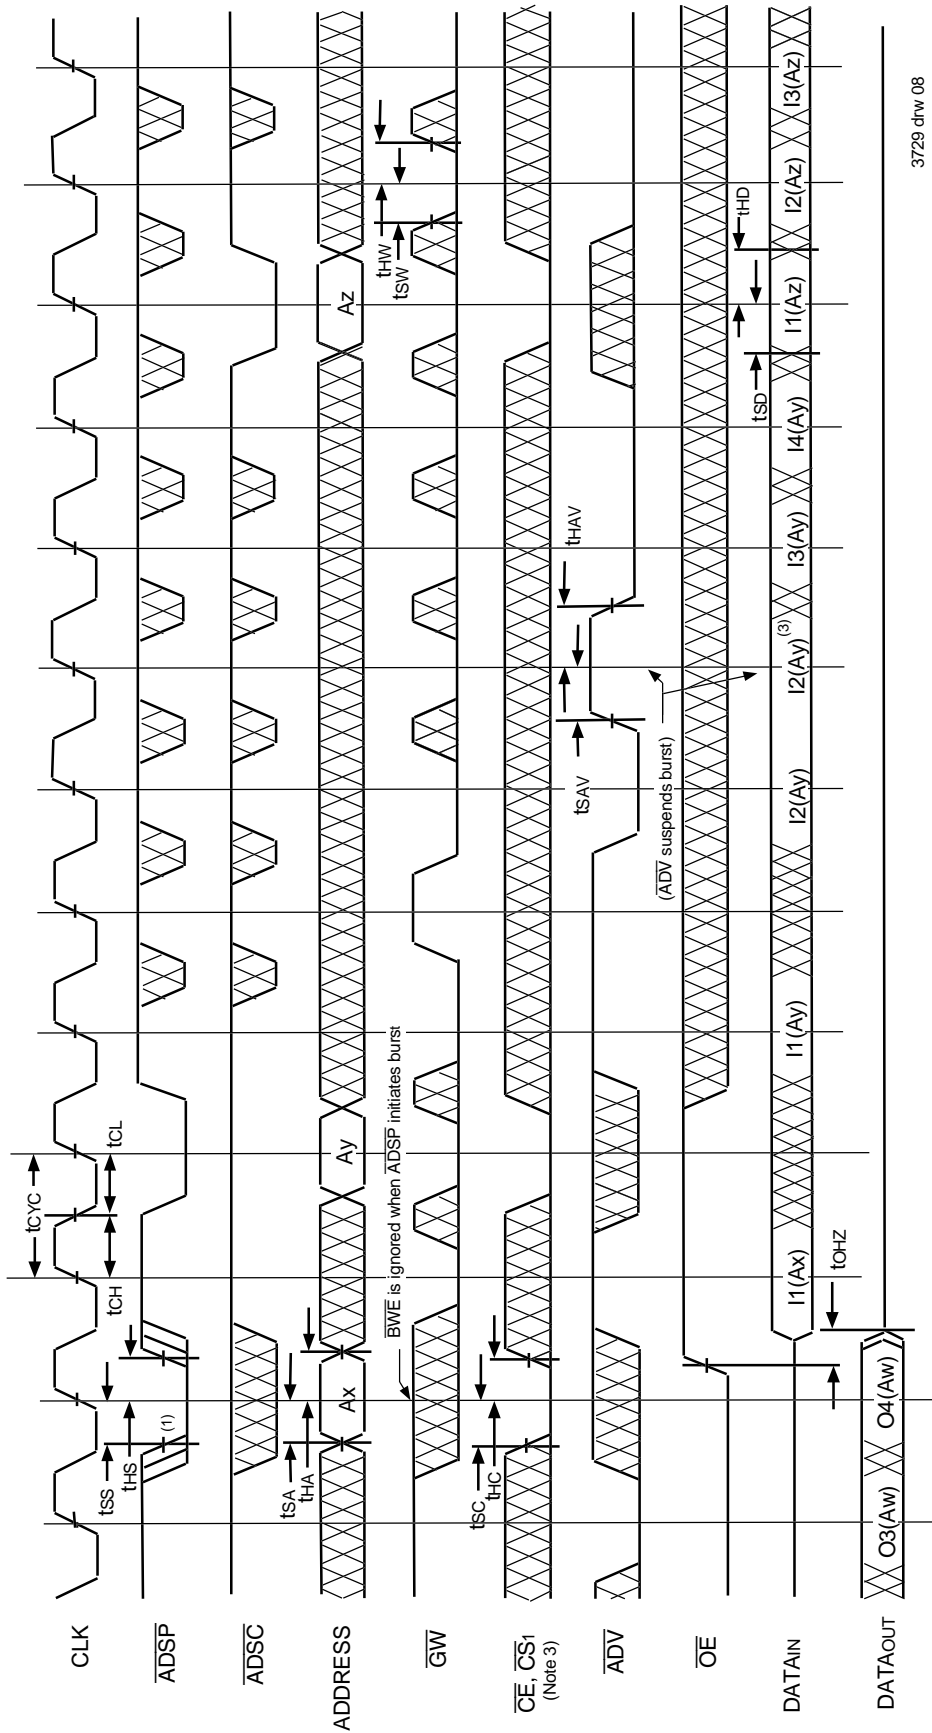 CLK
ADSP
ADSC
ADDRESS
GW
CE, CS1
(Note 3)
ADV
OE
DATAIN
DATAOUT
tCYC
tCH
tCL
tSS
tHS
(1)
tSA
tHA
Ax
Ay
Az
tHW
tSW
BWE is ignored when ADSP initiates burst
tSC
tHC
tSAV
tHAV
(ADV suspends burst)
tSD
tHD
I1(Ax)
I1(Ay)
I2(Ay)
I2(Ay)(3)
I3(Ay)
I4(Ay)
I1(Az)
I2(Az)
I3(Az)
tOHZ
O3(Aw)
O4(Aw)
3729 drw 08